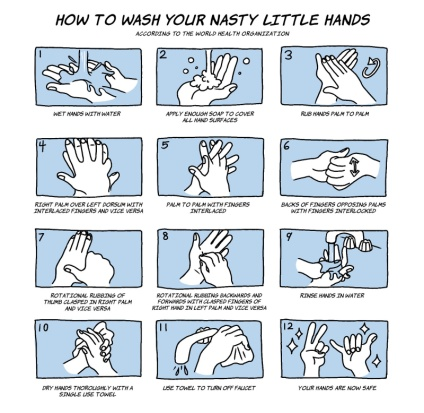 HOW TO WASH YOUR NASTY LITTLE HANDS
ACCORDING TO THE WORLD HEALTH ORGANIZATION
1
WET HANDS WITH WATER
2
APPLY ENOUGH SOAP TO COVER
ALL HAND SURFACES
3
RUB HANDS PALM TO PALM
4
RIGHT PALM OVER LEFT DORSUM WITH
INTERLACED FINGERS AND VICE VERSA
5
PALM TO PALM WITH FINGERS
INTERLACED
6
BACKS OF FINGERS OPPOSING PALMS
WITH FINGERS INTERLOCKED
7
ROTATIONAL RUBBING OF
THUMB CLASPED IN RIGHT PALM
AND VICE VERSA
8
ROTATIONAL RUBBING BACKWARDS AND
FORWARDS WITH CLASPED FINGERS OF
RIGHT HAND IN LEFT PALM AND VICE VERSA
9
RINSE HANDS IN WATER
10
DRY HANDS THOROUGHLY WITH A
SINGLE USE TOWEL
11
USE TOWEL TO TURN OFF FAUCET
12
YOUR HANDS ARE NOW SAFE